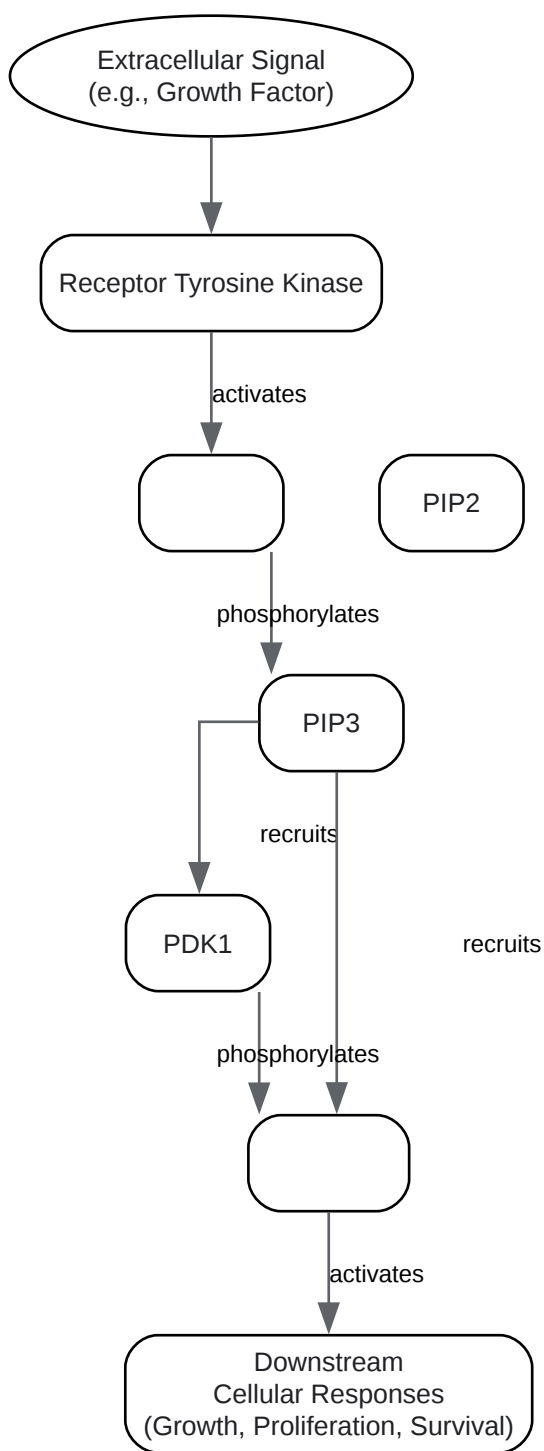 Extracellular Signal
(e.g., Growth Factor)
Receptor Tyrosine Kinase
activates
PIP2
phosphorylates
PIP3
recruits
PDK1
recruits
phosphorylates
activates
Downstream
Cellular Responses
(Growth, Proliferation, Survival)